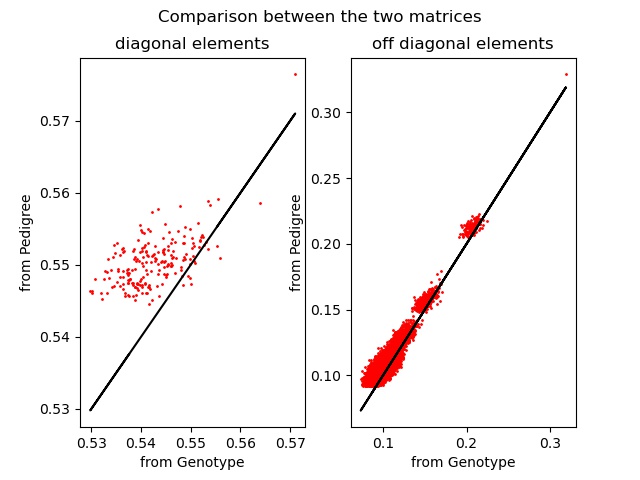 Comparison between the two matrices
diagonal elements
off diagonal elements
from Pedigree
0.57
0.56
0.55
0.54
0.53
0.53 0.54 0.55 0.56 0.57
from Genotype
from Pedigree
0.30
0.25
0.20
0.15
0.10
0.1 0.2 0.3
from Genotype